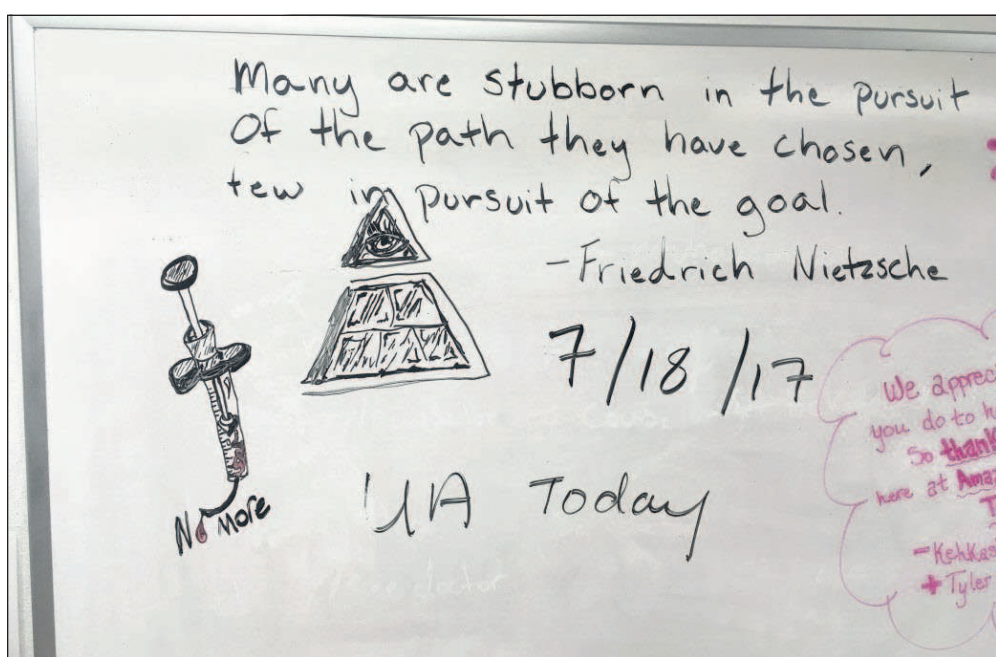 Many are stubborn in the pursuit
Of the path they have chosen,
few in pursuit of the goal.
-Friedrich Nietzsche
7/18/17
UA Today
No More
We apprec
you do to h
So thank
here at Ama
T
-KehKas
+Tyler